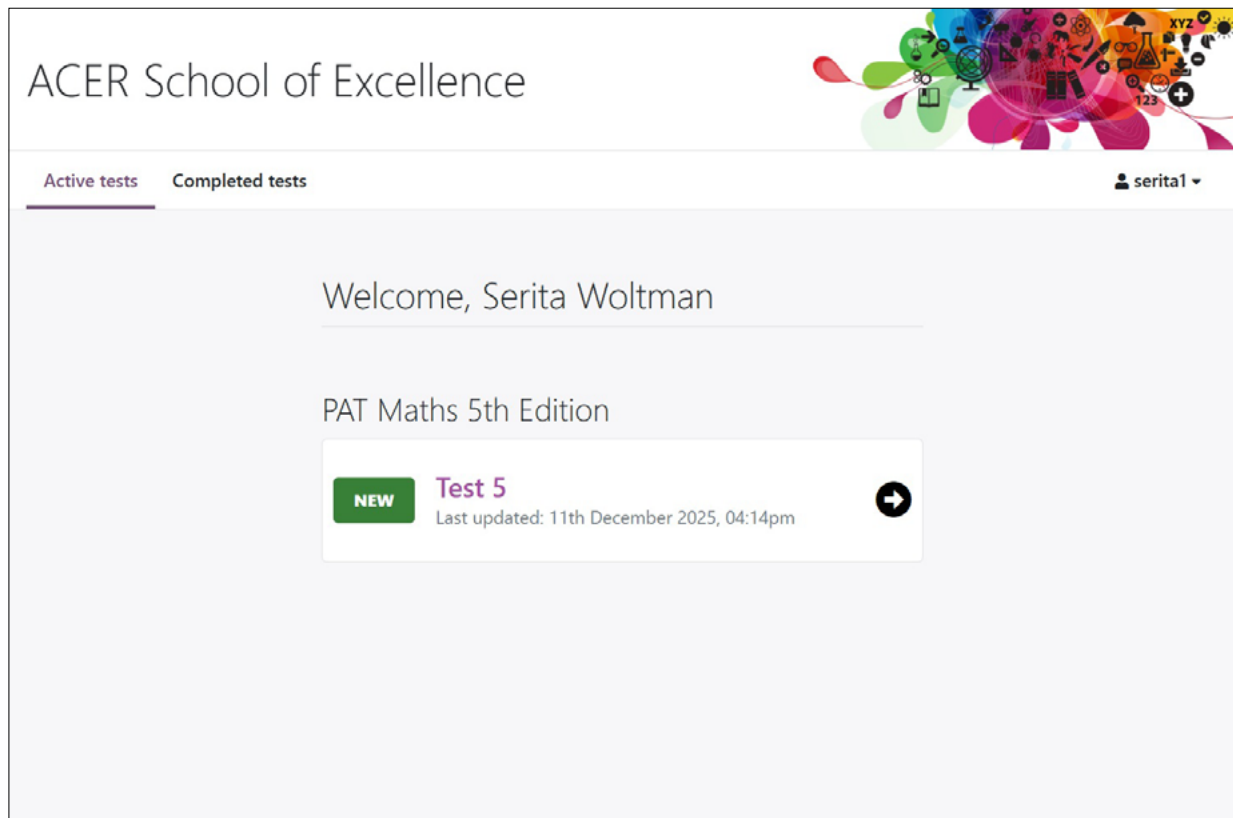 ACER School of Excellence
XYZ
123
Active tests Completed tests serita1
Welcome, Serita Woltman
PAT Maths 5th Edition
NEW Test 5
Last updated: 11th December 2025, 04:14pm